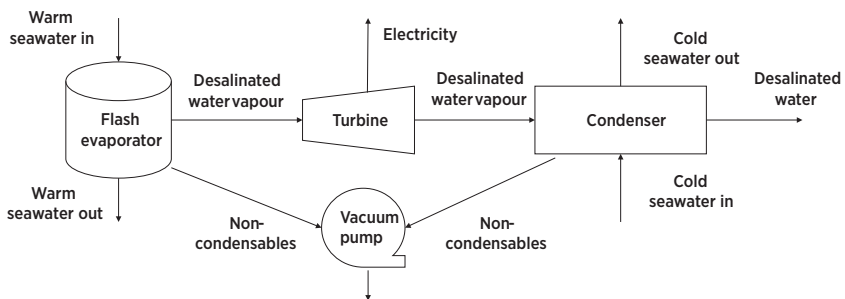 Warm
seawater in
Electricity
Cold
seawater out
Desalinated
water vapour
Desalinated
water vapour
Desalinated
water
Flash
evaporator
Turbine
Condenser
Warm
seawater out
Non-
condensables
Vacuum
pump
Non-
condensables
Cold
seawater in